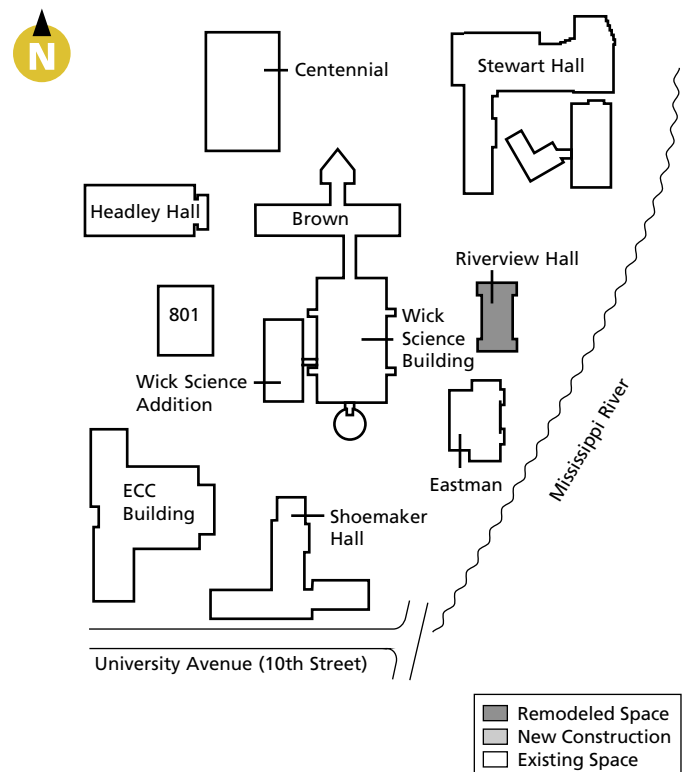 N
Centennial
Stewart Hall
Headley Hall
Brown
Riverview Hall
801
Wick
Science
Building
Wick Science
Addition
Mississippi River
ECC
Building
Eastman
Shoemaker
Hall
University Avenue (10th Street)
Remodeled Space
New Construction
Existing Space